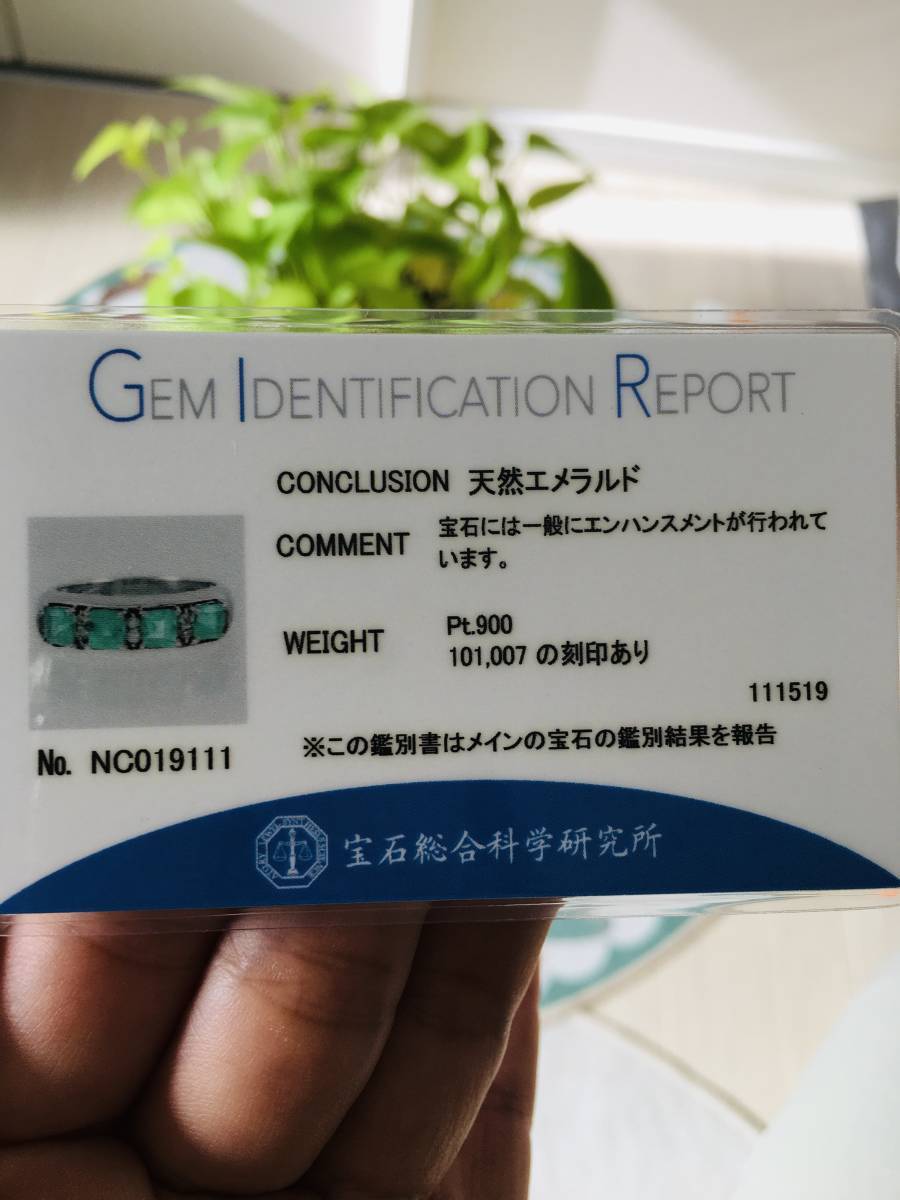 GEM IDENTIFICATION REPORT
CONCLUSION 天然エメラルド
COMMENT 宝石には一般にエンハンスメントが行われて
います。
WEIGHT Pt.900
101,007 の刻印あり
111519
No. NC019111
※この鑑別書はメインの宝石の鑑別結果を報告
宝石総合科学研究所